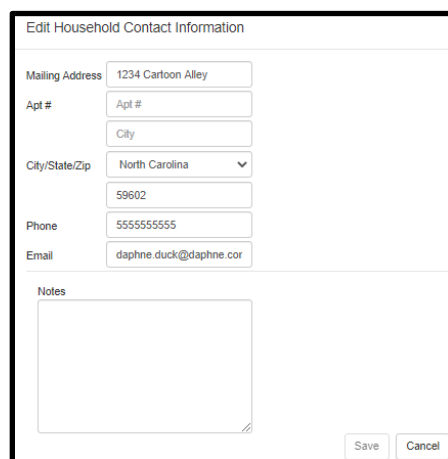 Edit Household Contact Information
Mailing Address 1234 Cartoon Alley
Apt # Apt #
City
City/State/Zip North Carolina
59602
Phone 5555555555
Email daphne.duck@daphne.cor
Notes
Save Cancel